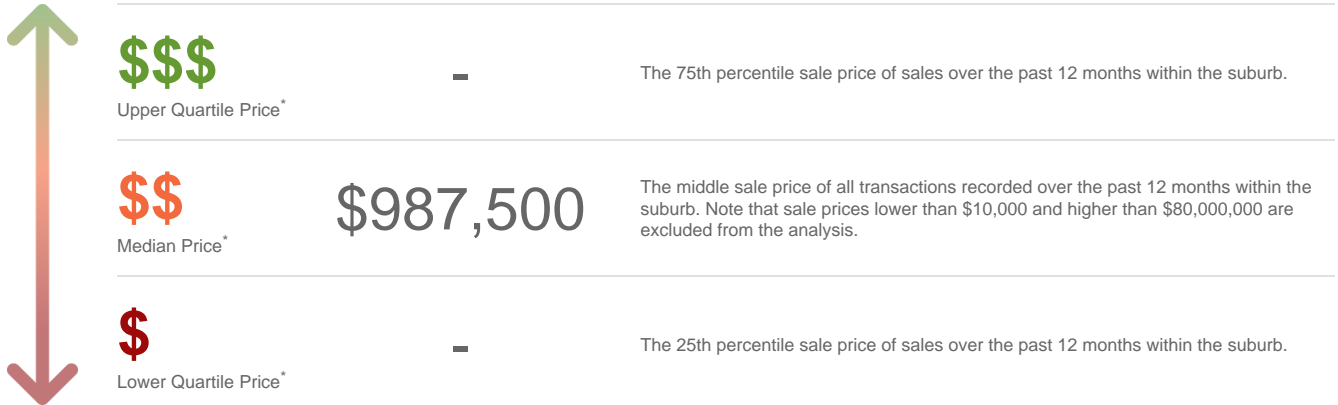 $$$
Upper Quartile Price*
-
The 75th percentile sale price of sales over the past 12 months within the suburb.
$$
Median Price*
$987,500
The middle sale price of all transactions recorded over the past 12 months within the
suburb. Note that sale prices lower than $10,000 and higher than $80,000,000 are
excluded from the analysis.
$
Lower Quartile Price*
-
The 25th percentile sale price of sales over the past 12 months within the suburb.